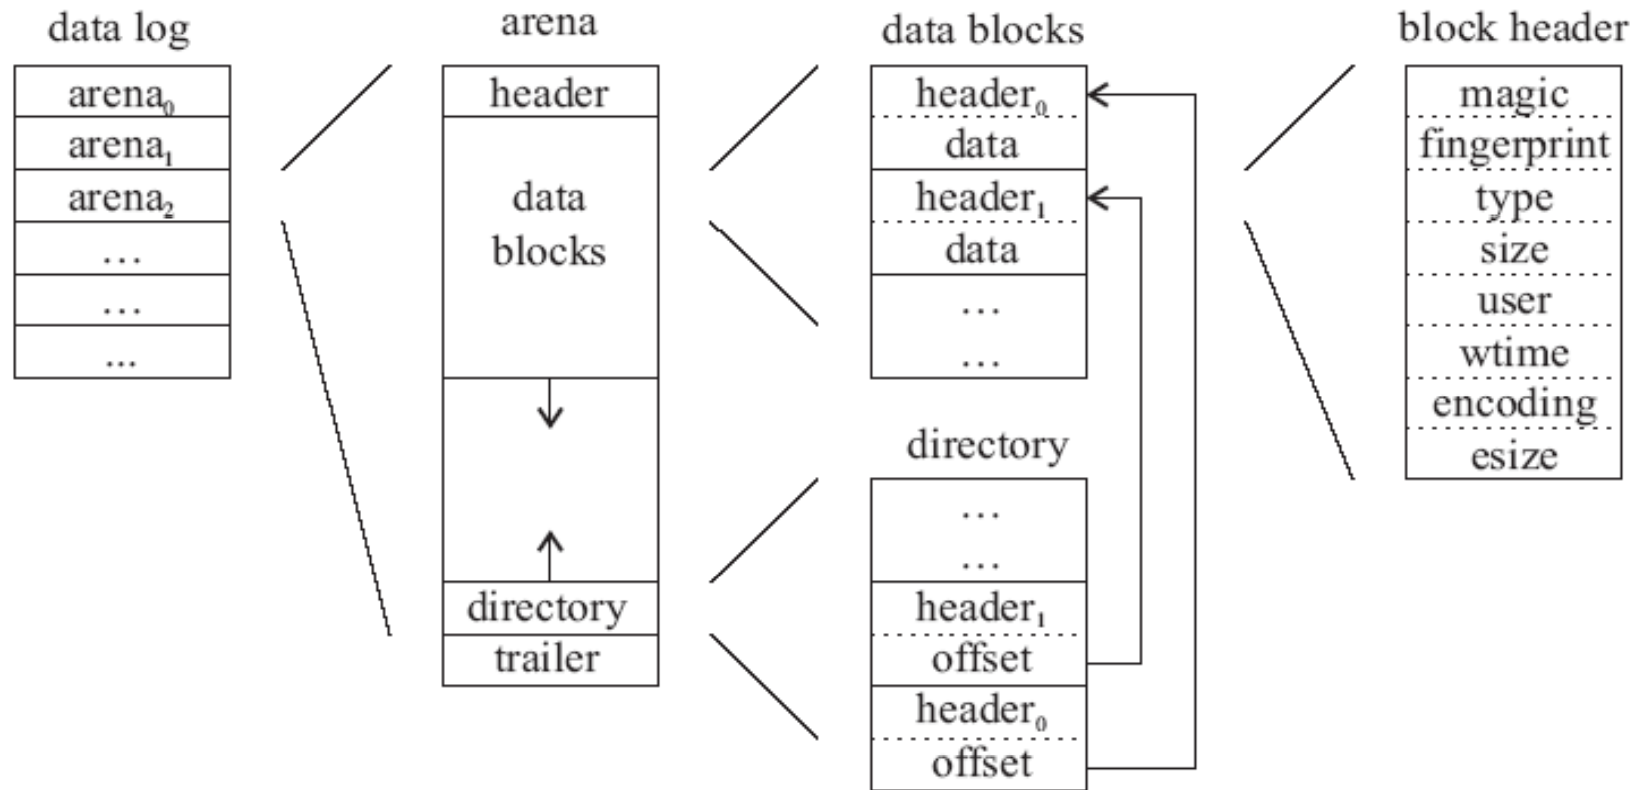 data log
arena₀
arena₁
arena₂
...
...
...
arena
header
data
blocks
directory
trailer
data blocks
header₀
data
header₁
data
...
...
directory
...
...
header₁
offset
header₀
offset
block header
magic
fingerprint
type
size
user
wtime
encoding
esize